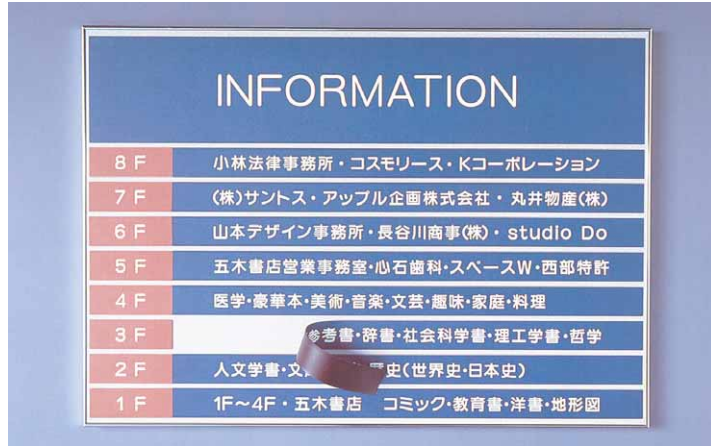 INFORMATION
8F 小林法律事務所・コスモリース・Kコーポレーション
7F (株)サントス・アップル企画株式会社・丸井物産(株)
6F 山本デザイン事務所・長谷川商事(株)・studio Do
5F 五木書店営業事務室・心石歯科・スペースW・西部特許
4F 医学・豪華本・美術・音楽・文芸・趣味・家庭・料理
3F 参考書・辞書・社会科学書・理工学書・哲学
2F 人文学書・史(世界史・日本史)
1F 1F～4F・五木書店 コミック・教育書・洋書・地形図